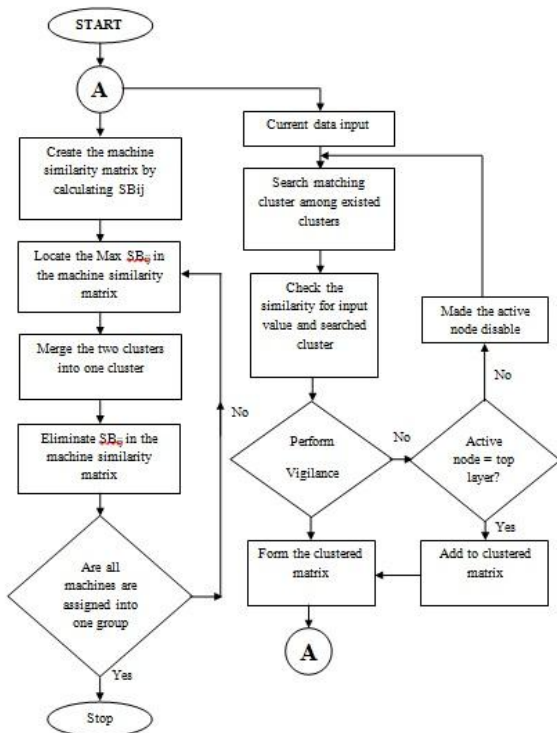 START
A
Create the machine
similarity matrix by
calculating SBij
Locate the Max SBij in
the machine similarity
matrix
Merge the two clusters
into one cluster
Eliminate SBij in the
machine similarity
matrix
No
Are all
machines are
assigned into
one group
Yes
Stop
Current data input
Search matching
cluster among existed
clusters
Check the
similarity for input
value and searched
cluster
Made the active
node disable
No
Perform
Vigilance
No
Active
node = top
layer?
Yes
Form the clustered
matrix
Add to clustered
matrix
A